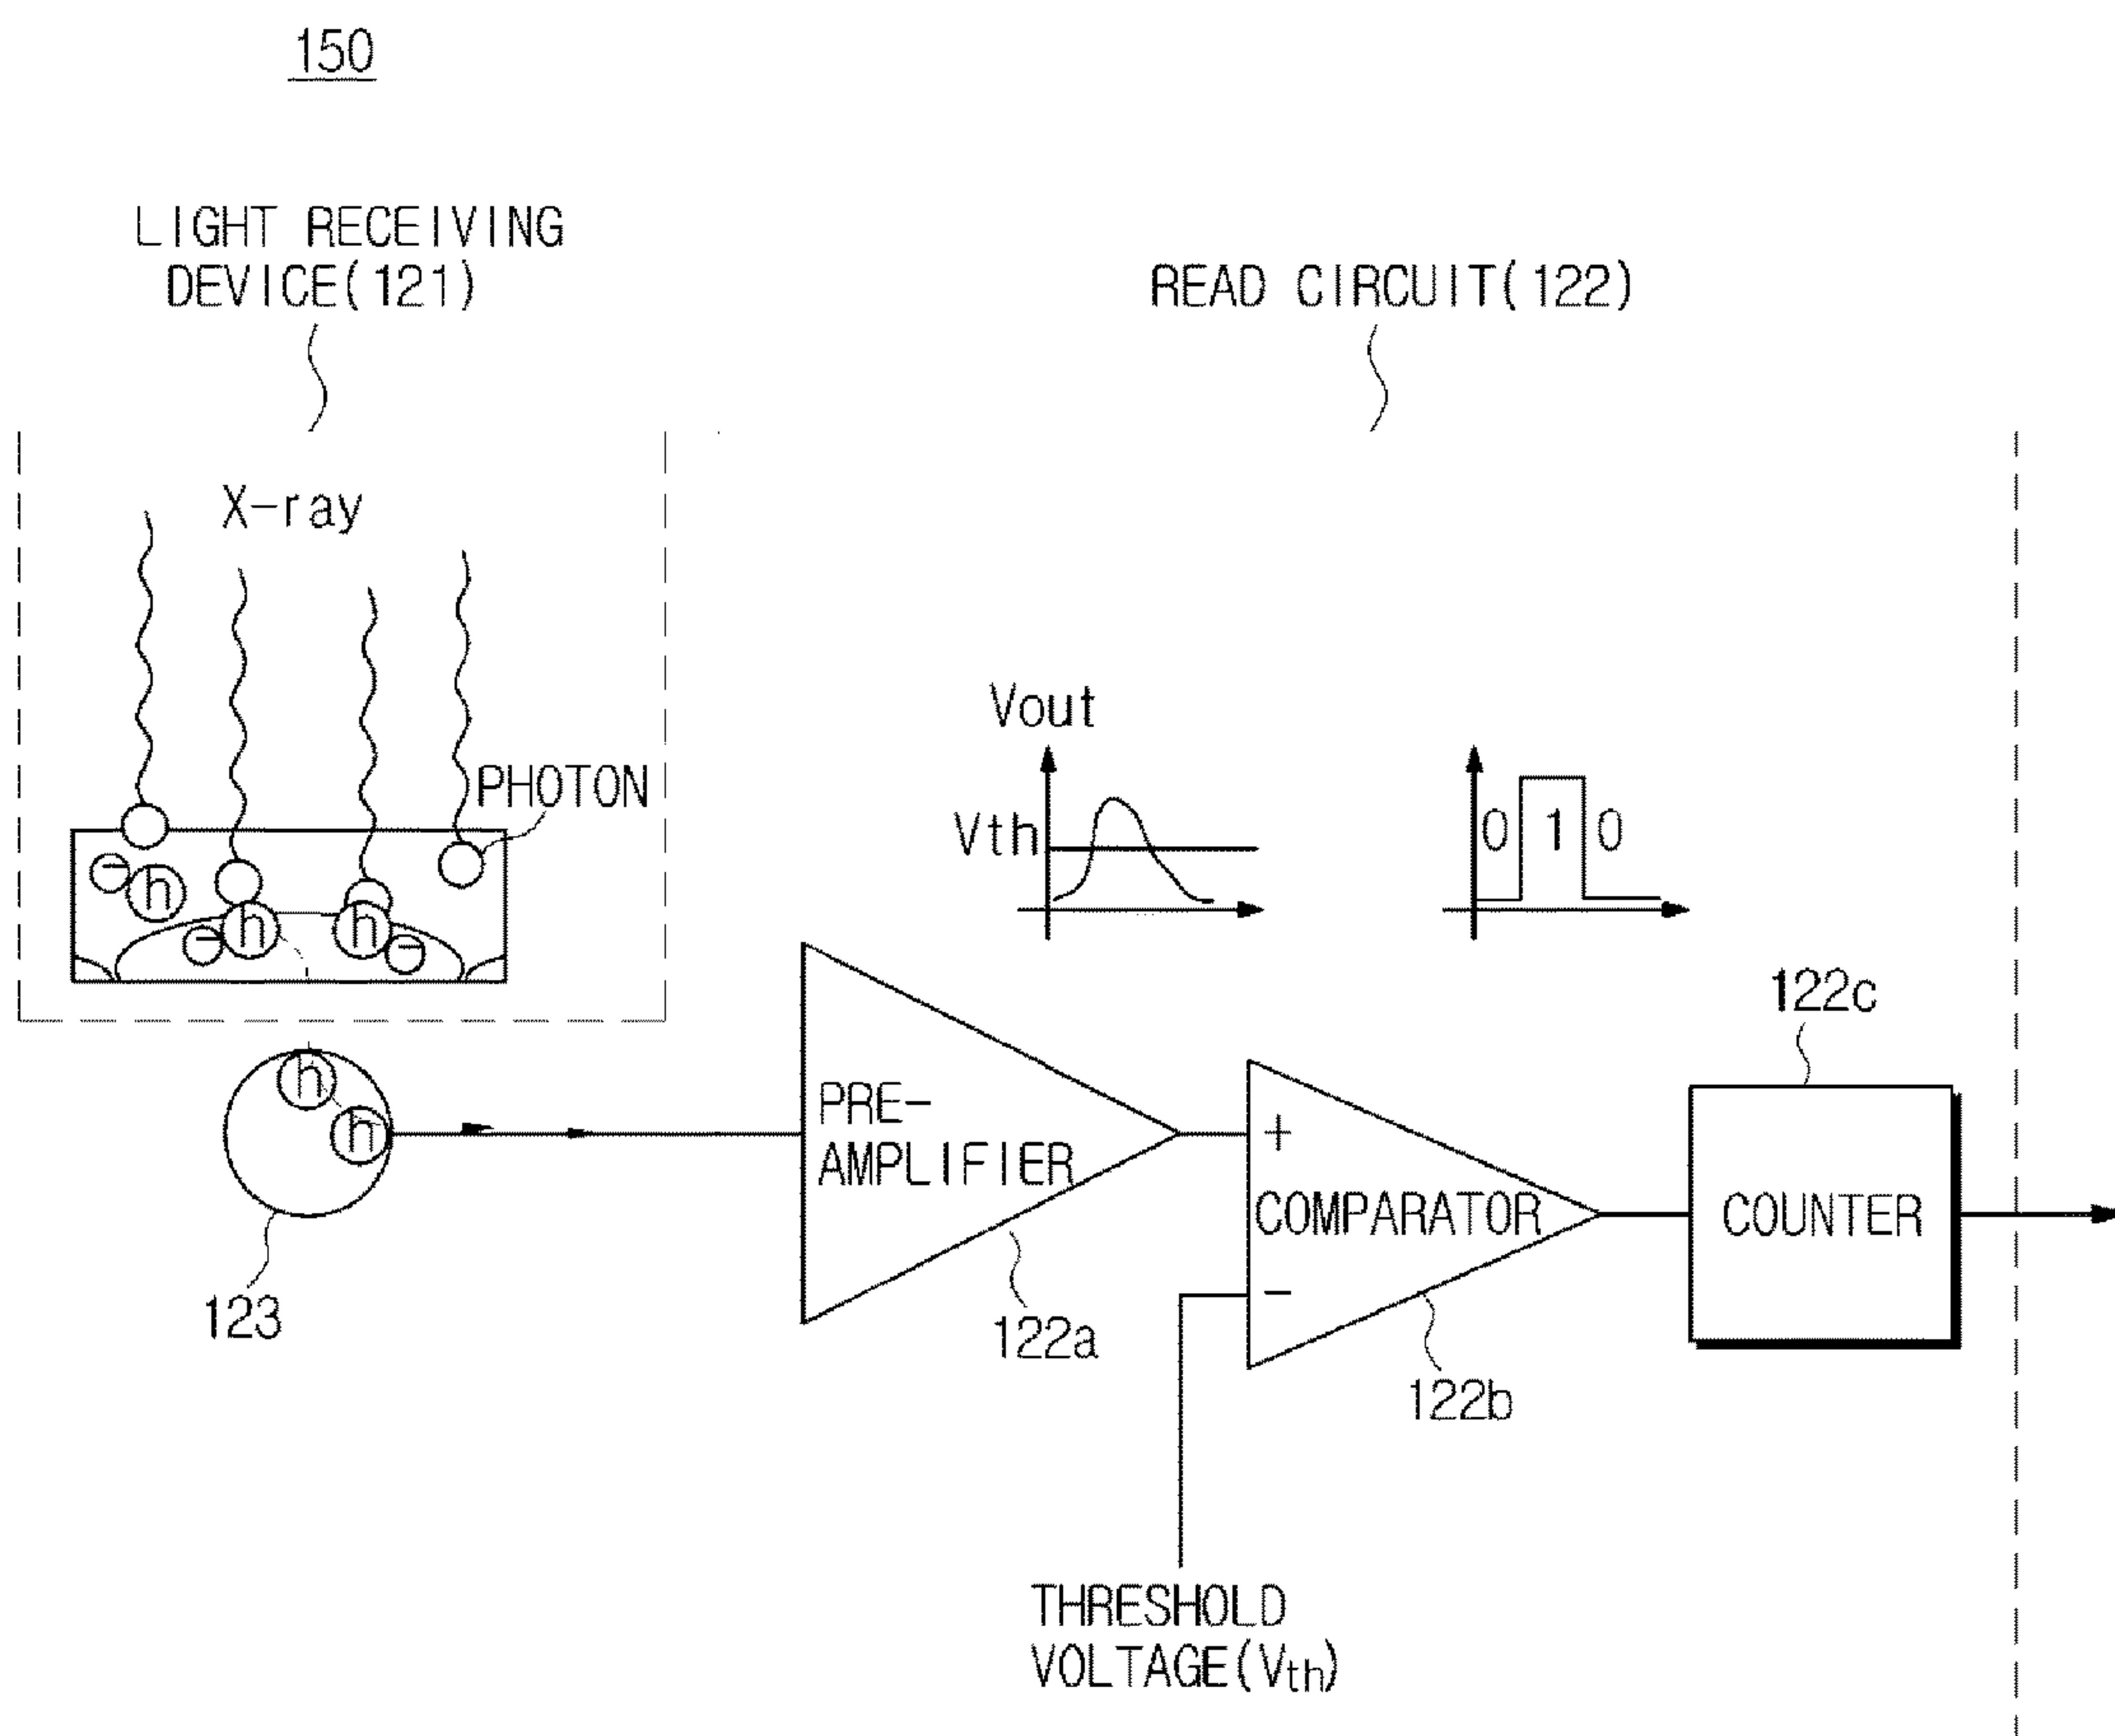 150
LIGHT RECEIVING
DEVICE(121)
READ CIRCUIT(122)
X-ray
PHOTON
Vout
Vth
0 1 0
- h
- h
h -
h
h
123
PRE-
AMPLIFIER
122a
+
COMPARATOR
-
122b
122c
COUNTER
THRESHOLD
VOLTAGE(Vth)